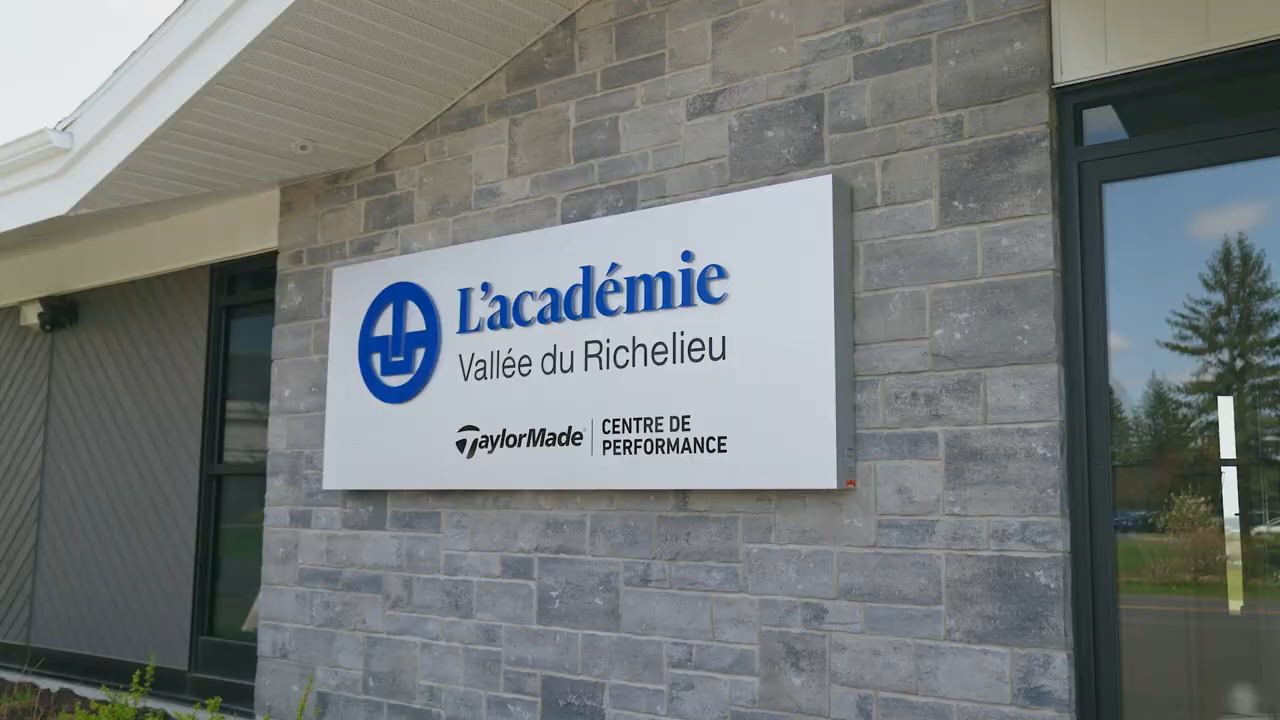 L'académie
Vallée du Richelieu
TaylorMade
CENTRE DE
PERFORMANCE